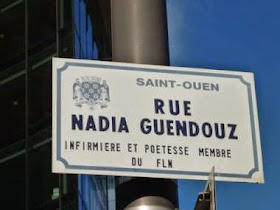 SAINT-OUEN
RUE
NADIA GUENDOUZ
INFIRMIERE ET POETESSE MEMBRE
DU FLN